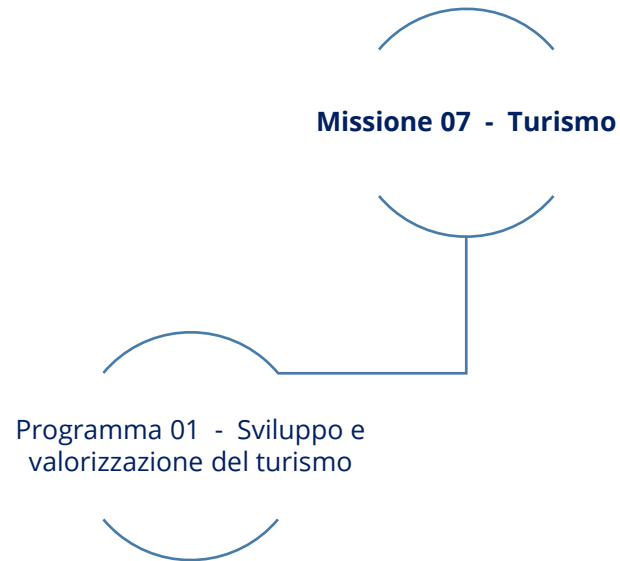 Missione 07 - Turismo
Programma 01 - Sviluppo e
valorizzazione del turismo